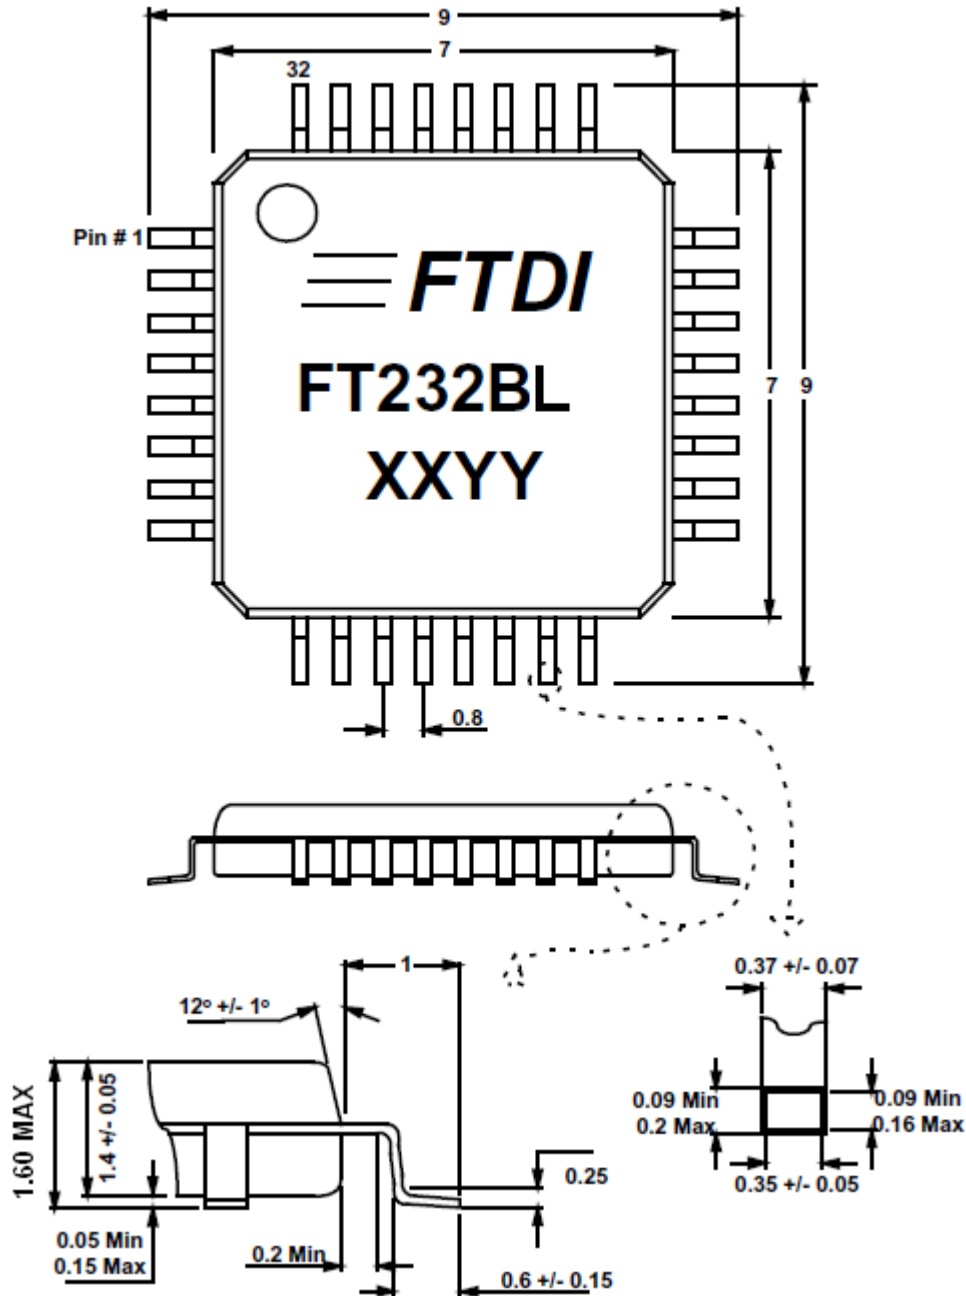 9
7
32
Pin # 1
FTDI
FT232BL
XXYY
7 9
0.8
1
12° +/- 1°
0.37 +/- 0.07
1.60 MAX
1.4 +/- 0.05
0.09 Min
0.2 Max
0.09 Min
0.16 Max
0.25
0.35 +/- 0.05
0.05 Min
0.15 Max
0.2 Min
0.6 +/- 0.15